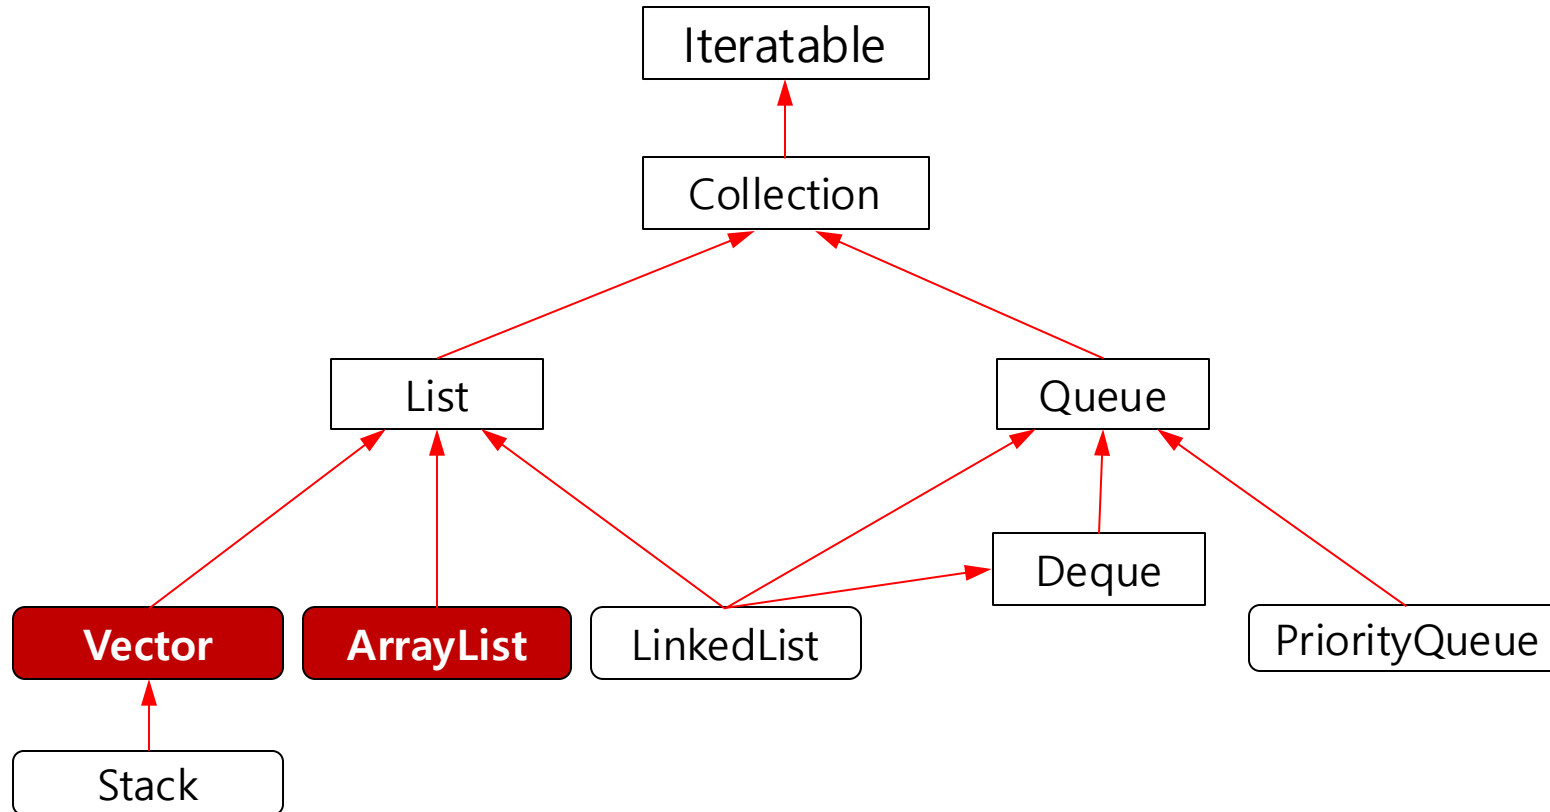 Iteratable
Collection
List
Queue
Deque
Vector
ArrayList
LinkedList
PriorityQueue
Stack